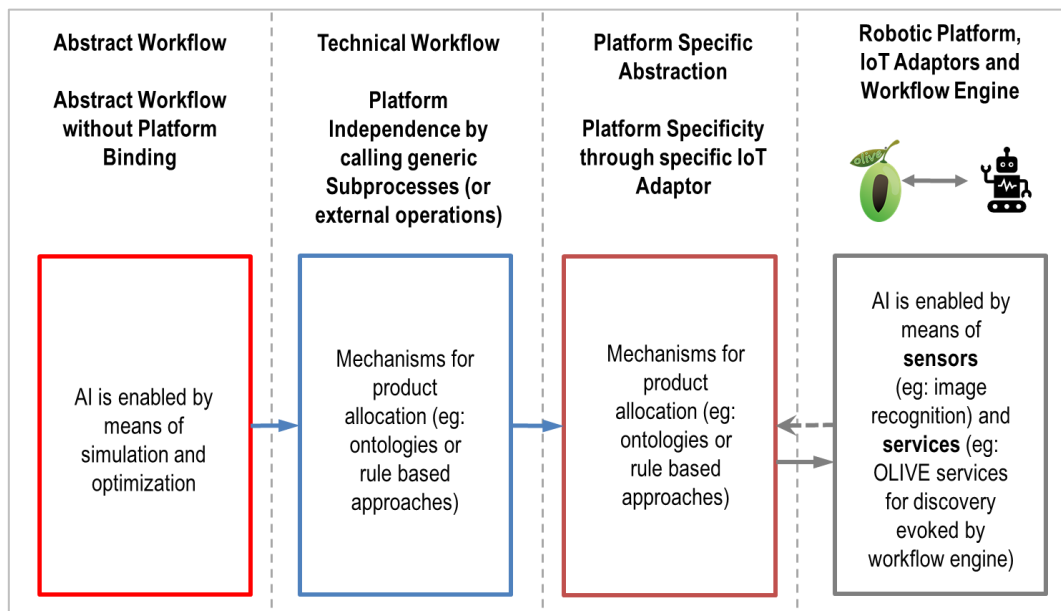 Abstract Workflow
Abstract Workflow
without Platform
Binding
Technical Workflow
Platform
Independence by
calling generic
Subprocesses (or
external operations)
Platform Specific
Abstraction
Platform Specificity
through specific IoT
Adaptor
Robotic Platform,
IoT Adaptors and
Workflow Engine
olive
AI is enabled by
means of
simulation and
optimization
Mechanisms for
product
allocation (eg:
ontologies or
rule based
approaches)
Mechanisms for
product
allocation (eg:
ontologies or
rule based
approaches)
AI is enabled by
means of
sensors
(eg: image
recognition) and
services (eg:
OLIVE services
for discovery
evoked by
workflow engine)